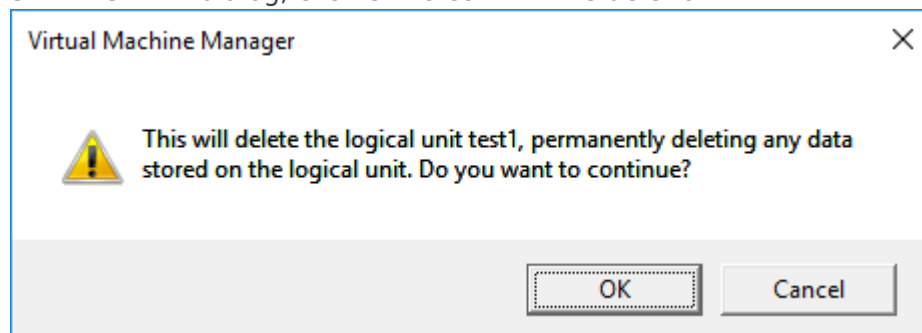 Virtual Machine Manager
This will delete the logical unit test1, permanently deleting any data
stored on the logical unit. Do you want to continue?
OK
Cancel